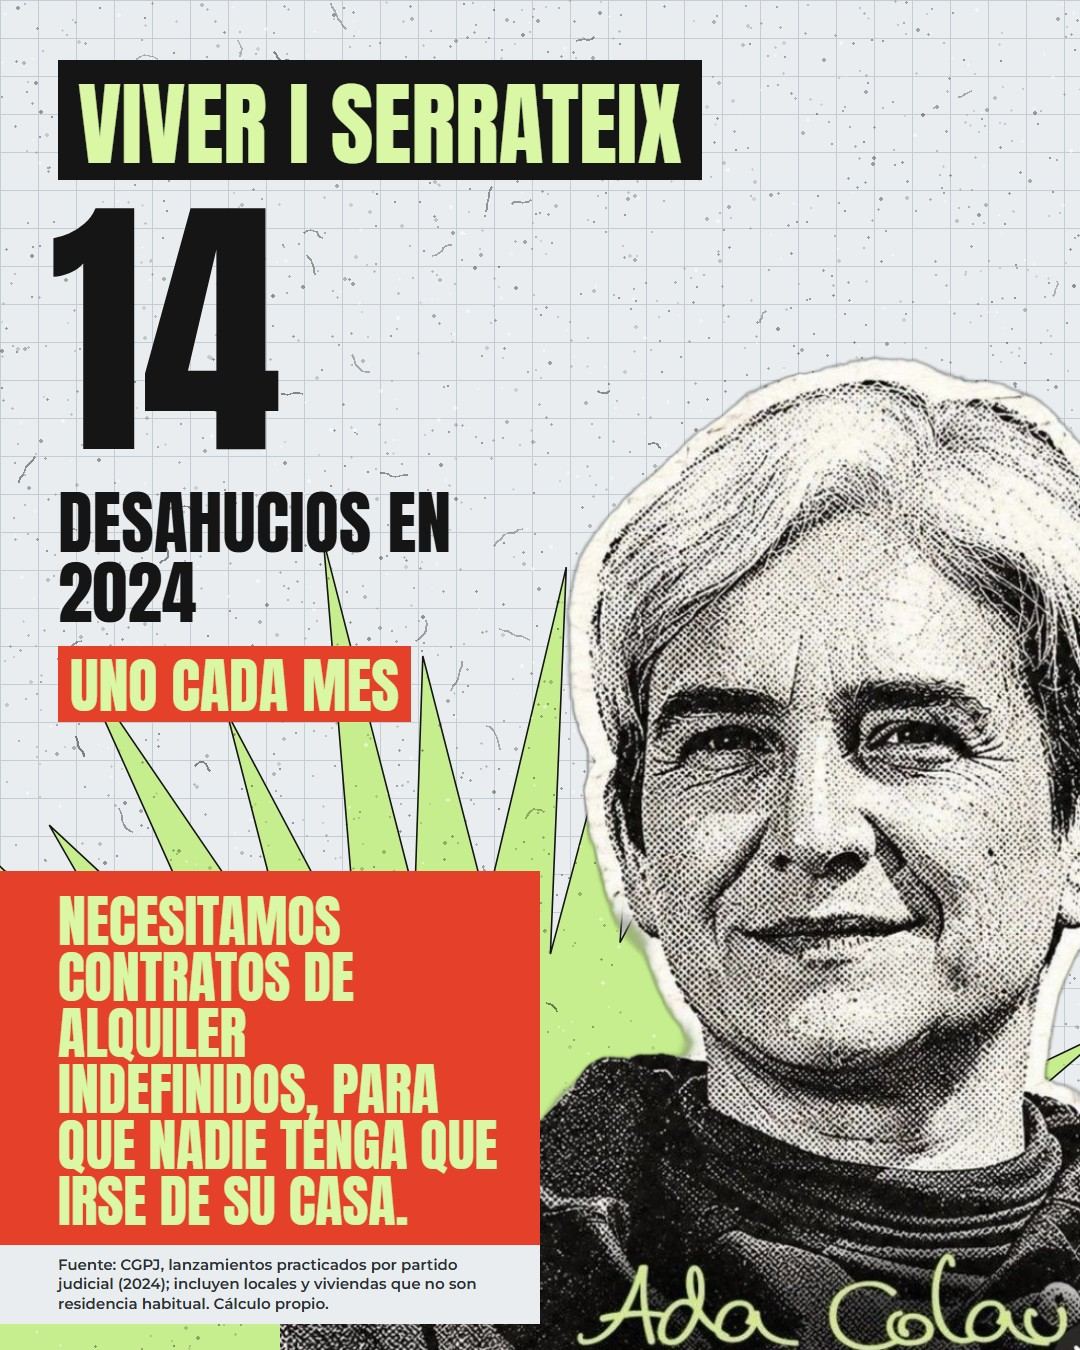 VIVER I SERRATEIX
14
DESAHUCIOS EN
2024
UNO CADA MES
NECESITAMOS
CONTRATOS DE
ALQUILER
INDEFINIDOS, PARA
QUE NADIE TENGA QUE
IRSE DE SU CASA.
Fuente: CGPJ, lanzamientos practicados por partido
judicial (2024); incluyen locales y viviendas que no son
residencia habitual. Cálculo propio.
Ada Colau